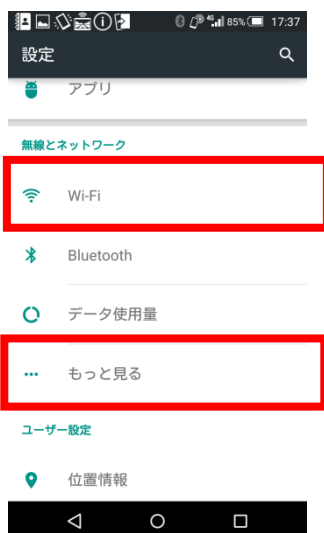 4G 85% 17:37
設定
アプリ
無線とネットワーク
Wi-Fi
Bluetooth
データ使用量
もっと見る
ユーザー設定
位置情報